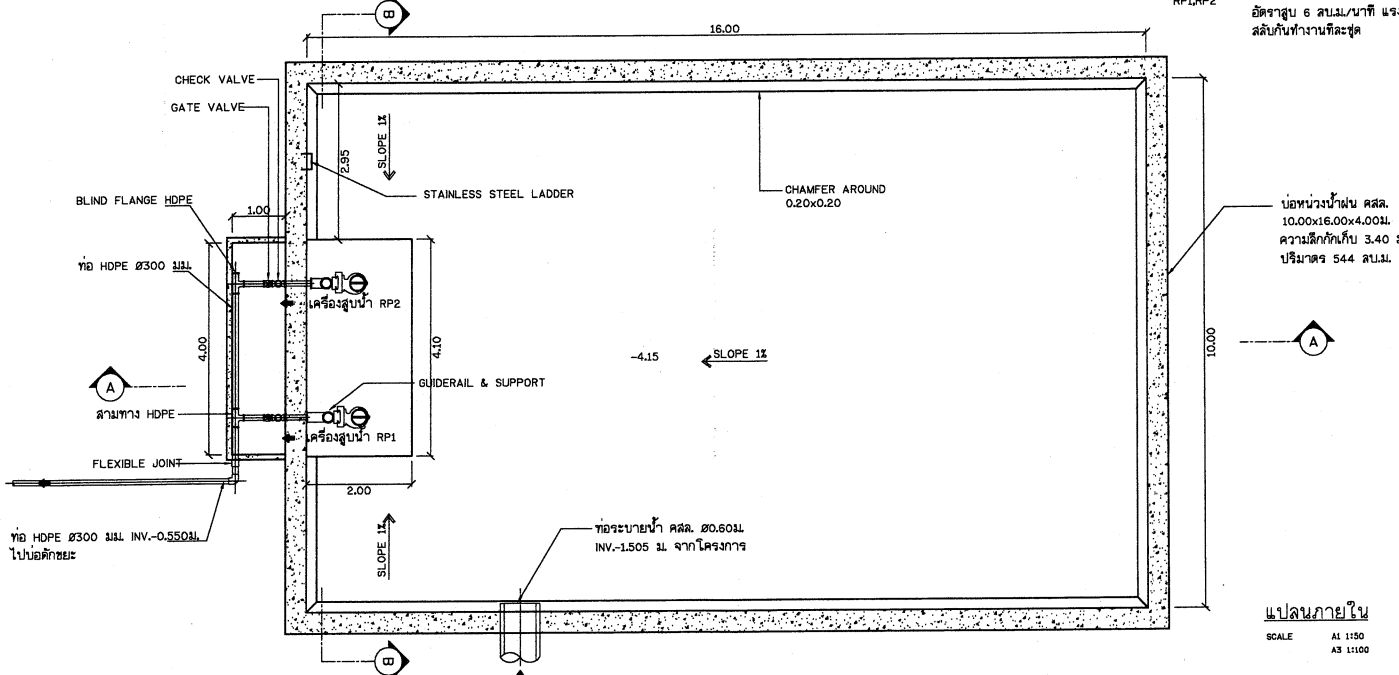 RP1,RP2
อัตราสูบ 6 ลบ.ม./นาที แรง
สลับกันทำงานทีละชุด
B
16.00
CHECK VALVE
GATE VALVE
SLOPE 1%
2.95
STAINLESS STEEL LADDER
CHAMFER AROUND
0.20x0.20
BLIND FLANGE HDPE
1.00
บ่อหน่วงน้ำฝน คสล.
10.00x16.00x4.00ม.
ความลึกกักเก็บ 3.40
ปริมาตร 544 ลบ.ม.
ท่อ HDPE Ø300 มม.
เครื่องสูบน้ำ RP2
4.00
4.10
-4.15
SLOPE 1%
10.00
A
A
GUIDERAIL & SUPPORT
สามทาง HDPE
เครื่องสูบน้ำ RP1
FLEXIBLE JOINT
2.00
ท่อ HDPE Ø300 มม. INV.-0.550ม.
ไปบ่อดักขยะ
SLOPE 1%
ท่อระบายน้ำ คสล. Ø0.60ม.
INV.-1.505 ม. จากโครงการ
B
แปลนภายใน
SCALE A1 1:50
A3 1:100